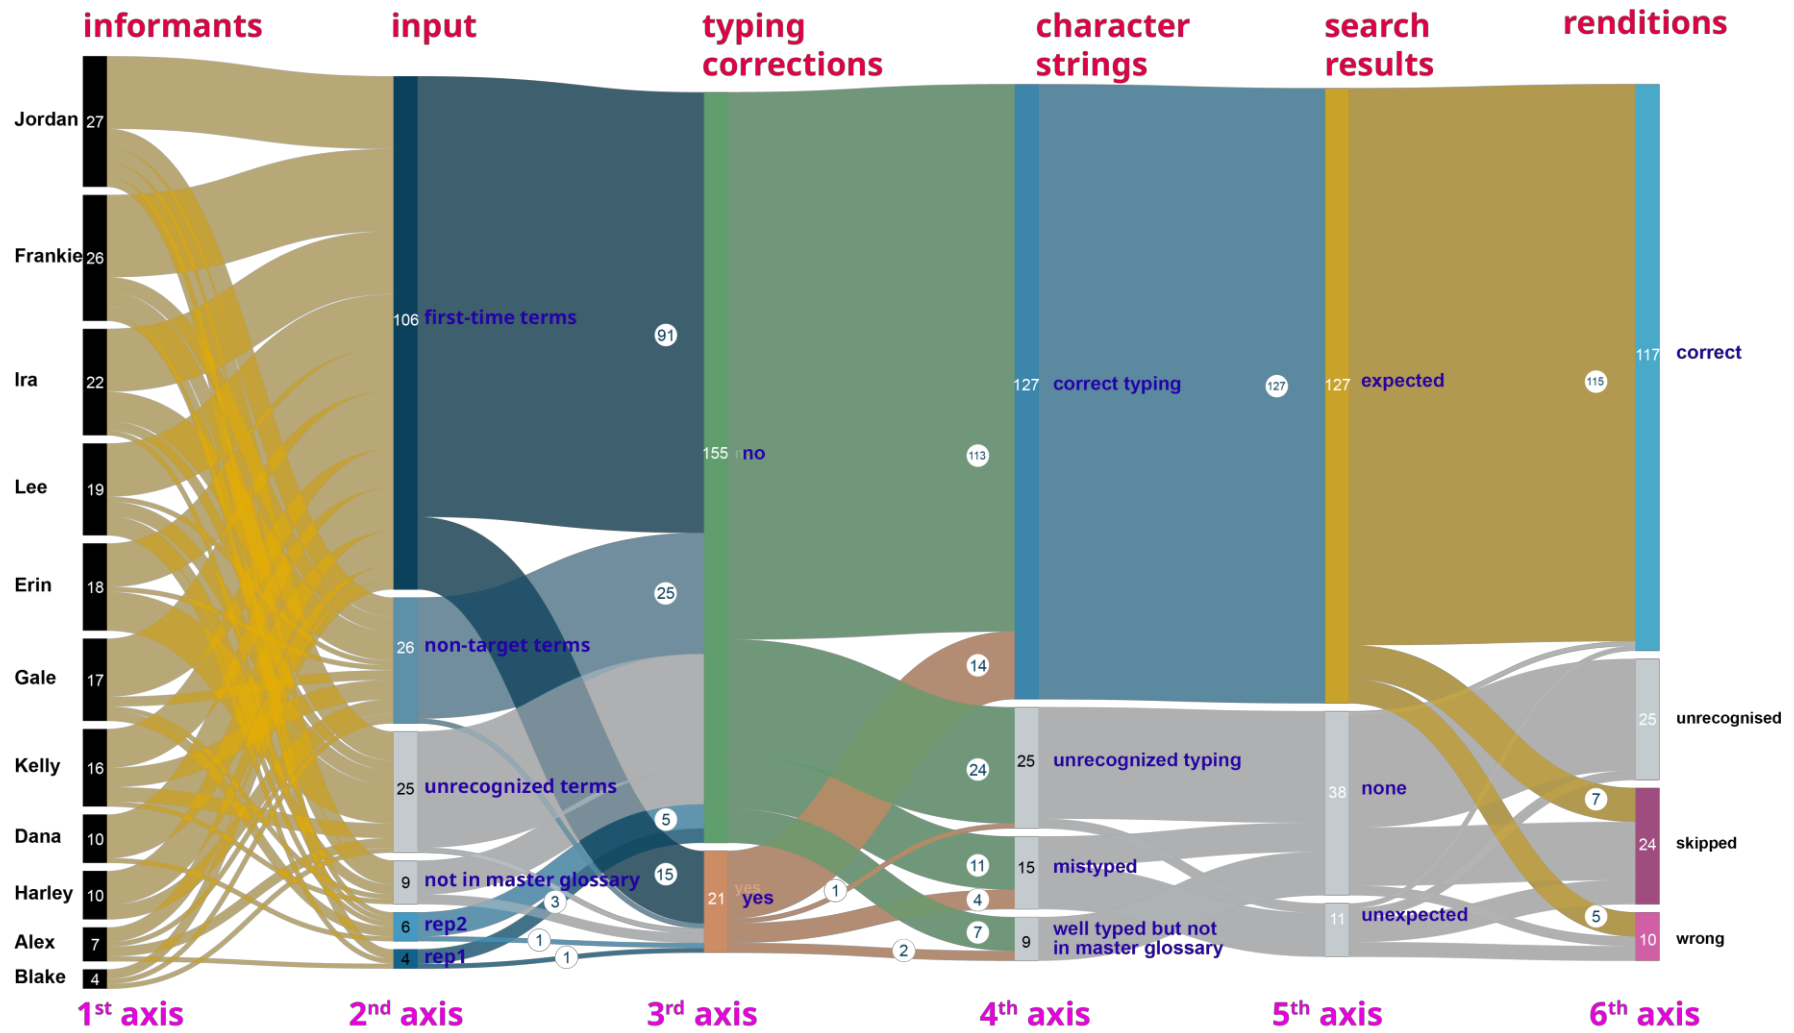 informants
input
typing
corrections
character
strings
search
results
renditions
Jordan
27
Frankie
26
Ira
22
Lee
19
Erin
18
Gale
17
Kelly
16
Dana
10
Harley
10
Alex
7
Blake
4
106 first-time terms
26 non-target terms
25 unrecognized terms
9 not in master glossary
6 rep2
4 rep1
91
25
5
15
3
1
1
155 no
21 yes
yes
113
14
24
11
1
4
7
2
127 correct typing
25 unrecognized typing
15 mistyped
9 well typed but not
in master glossary
127
127 expected
38 none
11 unexpected
115
7
5
117 correct
25 unrecognised
24 skipped
10 wrong
1st axis
2nd axis
3rd axis
4th axis
5th axis
6th axis